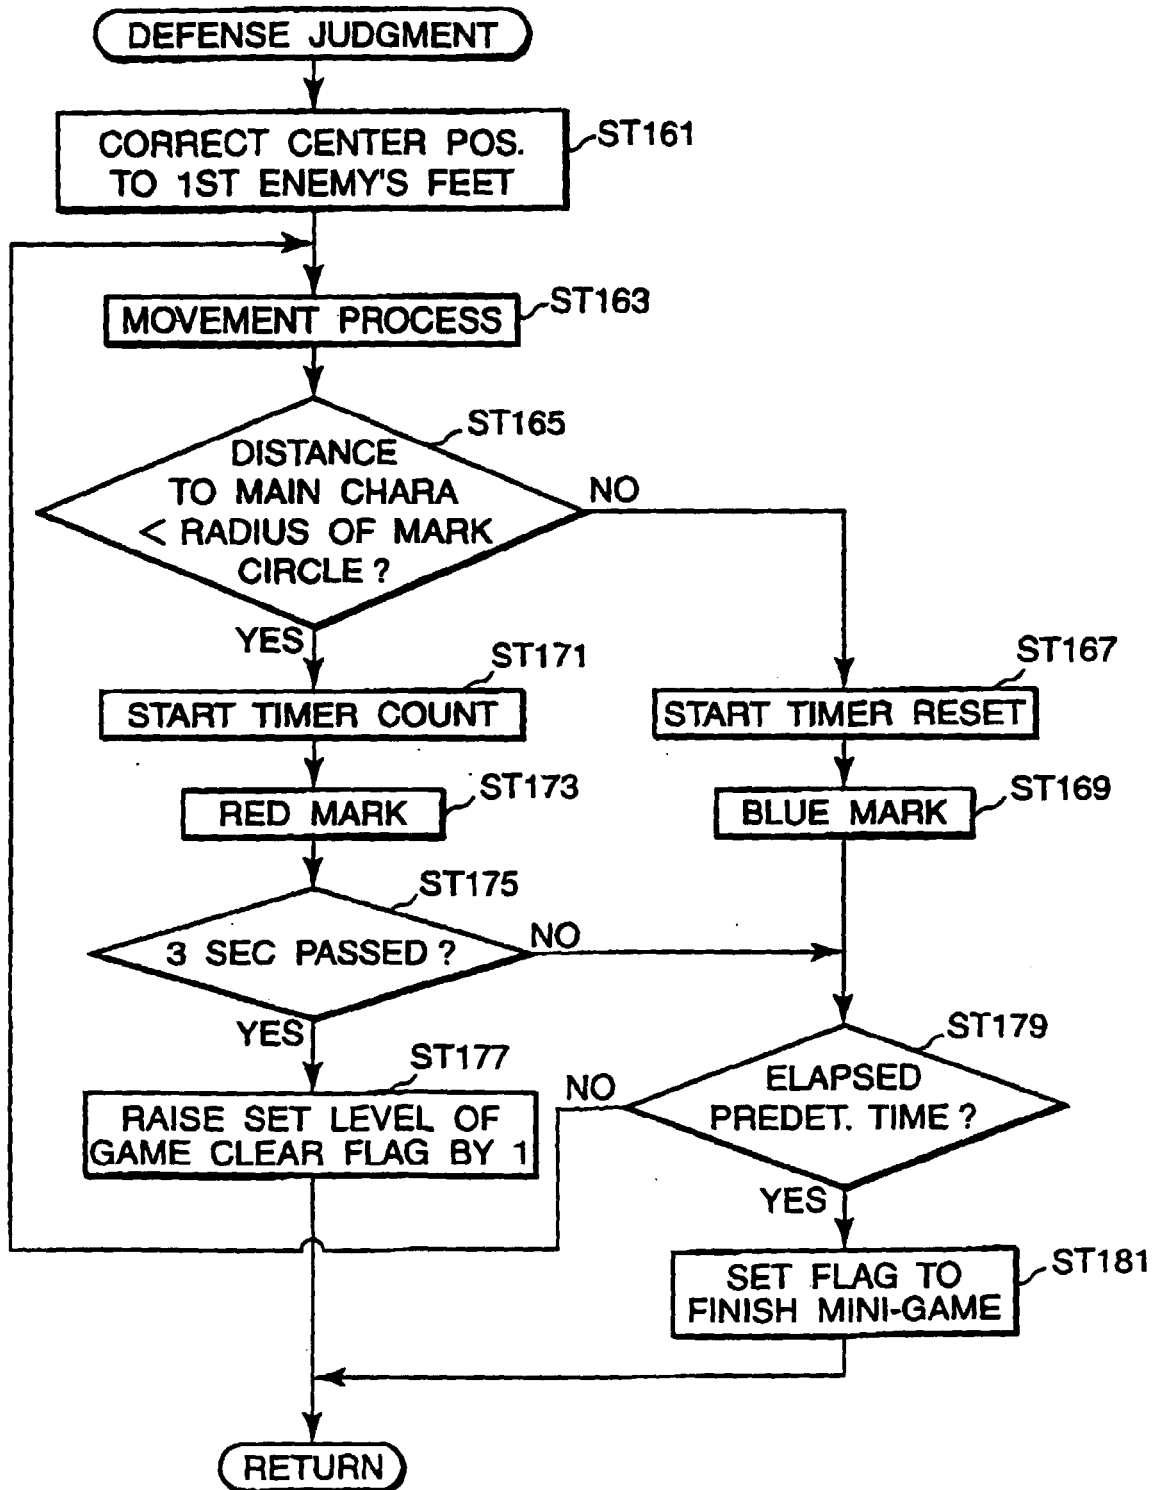 DEFENSE JUDGMENT
CORRECT CENTER POS.
TO 1ST ENEMY'S FEET
ST161
MOVEMENT PROCESS
ST163
ST165
DISTANCE
TO MAIN CHARA
< RADIUS OF MARK
CIRCLE ?
NO
YES
ST171
START TIMER COUNT
ST167
START TIMER RESET
ST173
RED MARK
ST169
BLUE MARK
ST175
3 SEC PASSED ?
NO
YES
ST177
RAISE SET LEVEL OF
GAME CLEAR FLAG BY 1
ST179
NO
ELAPSED
PREDET. TIME ?
YES
ST181
SET FLAG TO
FINISH MINI-GAME
RETURN